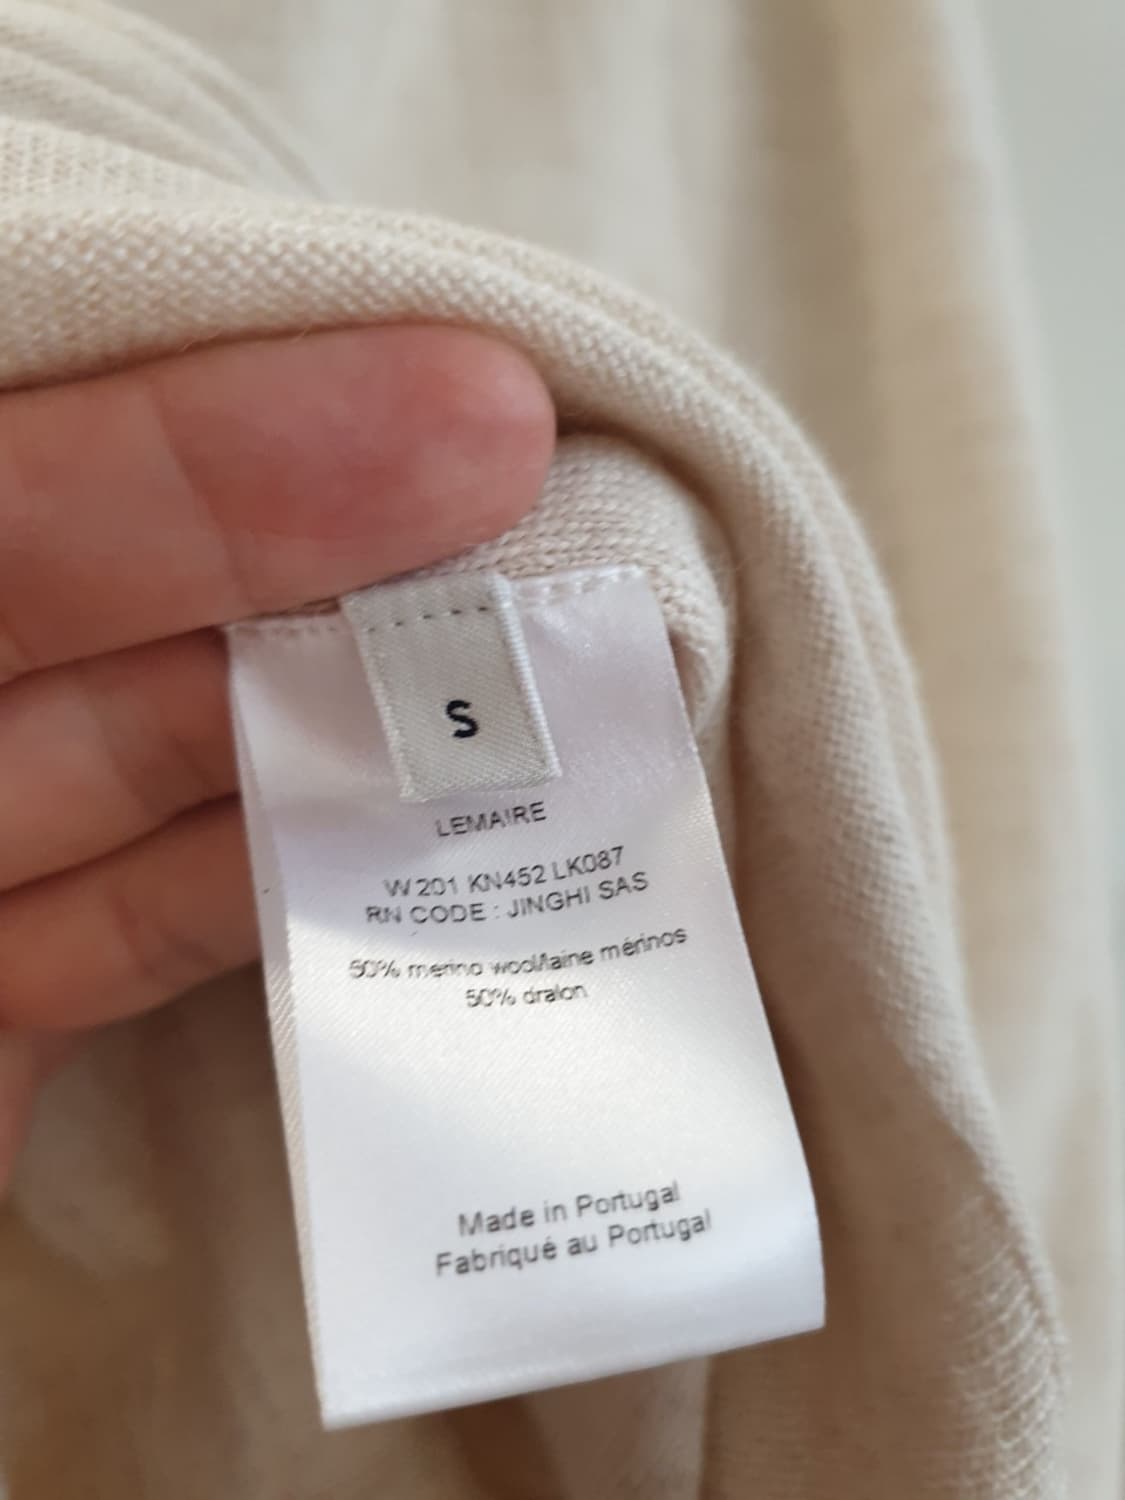 S
LEMAIRE
W 201 KN452 LK087
RN CODE : JINGHI SAS
50% merino wool/laine mérinos
50% dralon
Made in Portugal
Fabriqué au Portugal